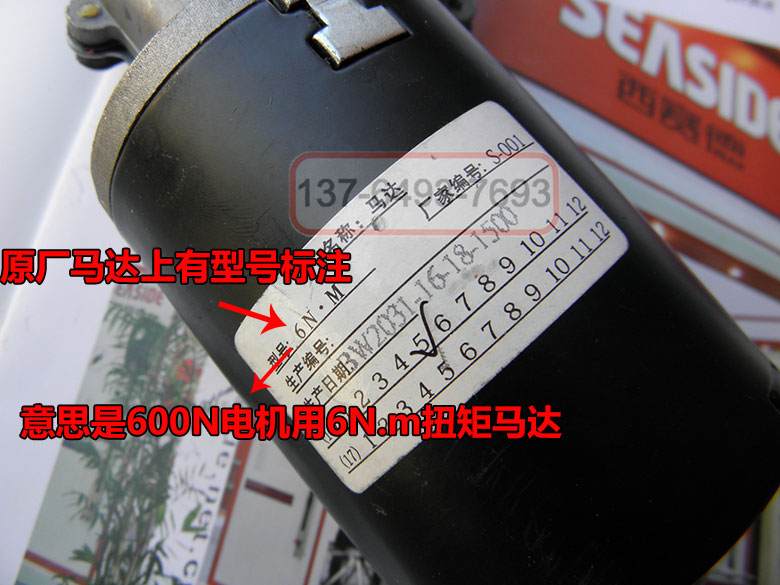 SEASIDE
西赛德
137-6492-7693
名称：马达
厂家编号：S-001
原厂马达上有型号标注
型号：6N·M
生产编号：BW2031-16-18-1500
生产日期
2 3 4 5 6 7 8 9 10 11 12
(17) 1 2 3 4 5 6 7 8 9 10 11 12
意思是600N电机用6N.m扭矩马达